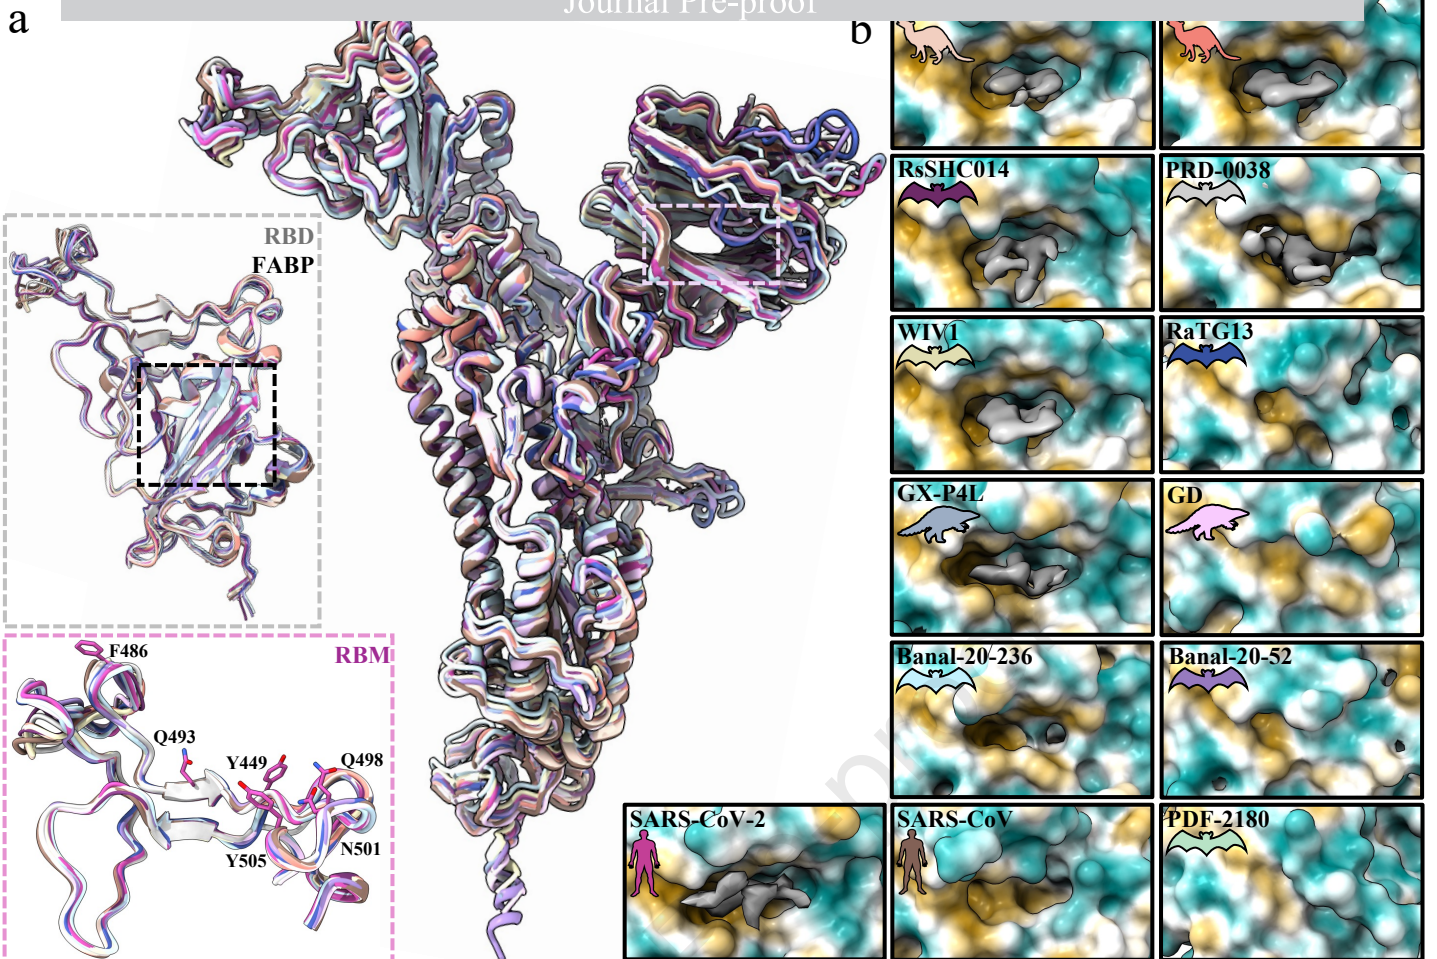 Journal Pre-proof
a
b
RBD
FABP
RsSHC014
PRD-0038
WIV1
RaTG13
GX-P4L
GD
F486
RBM
Banal-20-236
Banal-20-52
Q493
Y449
Q498
Y505
N501
SARS-CoV-2
SARS-CoV
PDF-2180